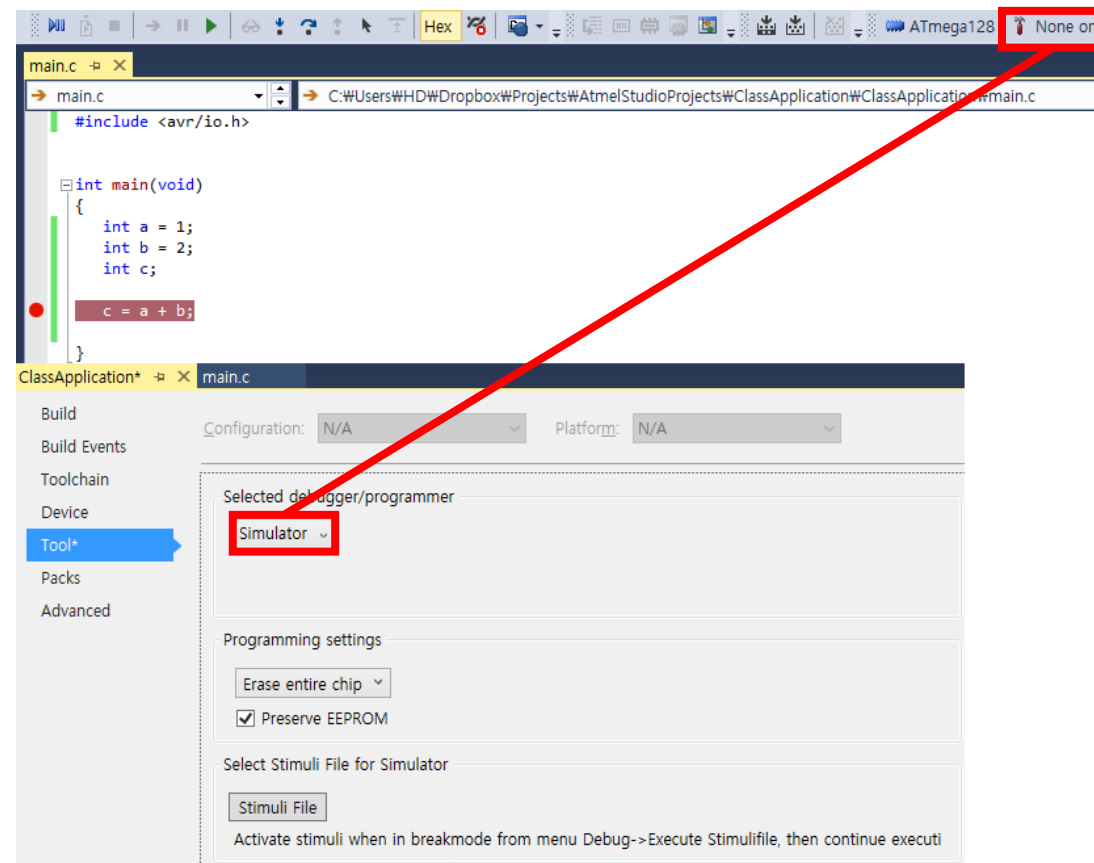 Hex ATmega128 None on
main.c
main.c C:₩Users₩HD₩Dropbox₩Projects₩AtmelStudioProjects₩ClassApplication₩ClassApplication₩main.c
#include <avr/io.h>
int main(void)
{
int a = 1;
int b = 2;
int c;
c = a + b;
}
ClassApplication* main.c
Build
Build Events
Toolchain
Device
Tool*
Packs
Advanced
Configuration: N/A Platform: N/A
Selected debugger/programmer
Simulator
Programming settings
Erase entire chip
Preserve EEPROM
Select Stimuli File for Simulator
Stimuli File
Activate stimuli when in breakmode from menu Debug->Execute Stimulifile, then continue executi